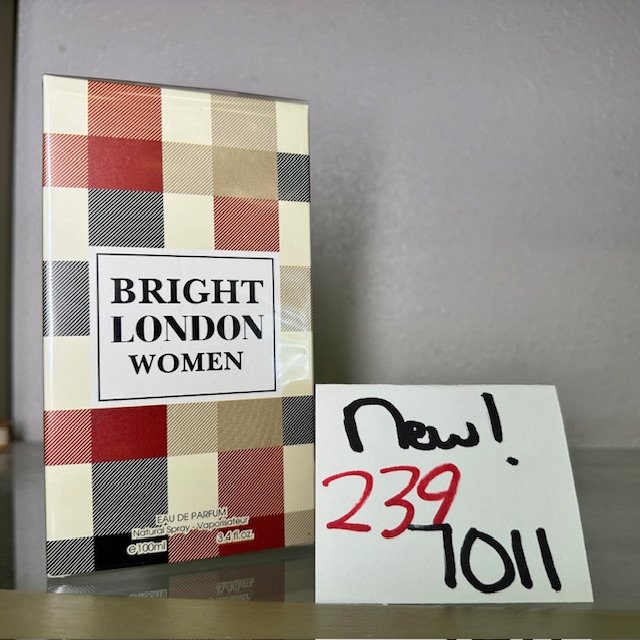 BRIGHT
LONDON
WOMEN
EAU DE PARFUM
Natural Spray - Vaporisateur
℮100ml 3.4 fl.oz.
new!
239
7011